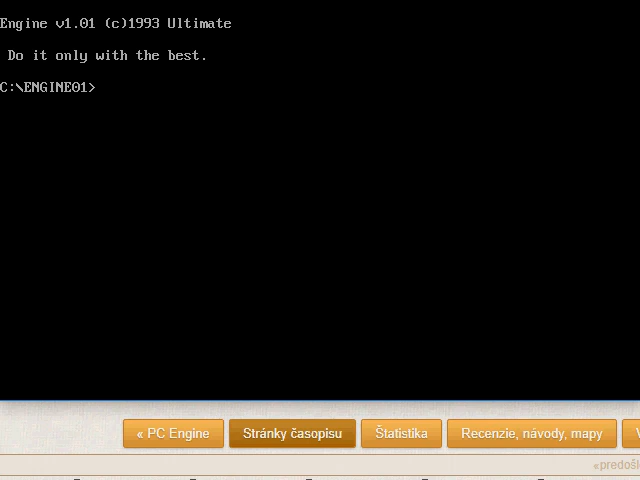 Engine v1.01 (c)1993 Ultimate
Do it only with the best.
C:\ENGINE01>
« PC Engine Stránky časopisu Štatistika Recenzie, návody, mapy